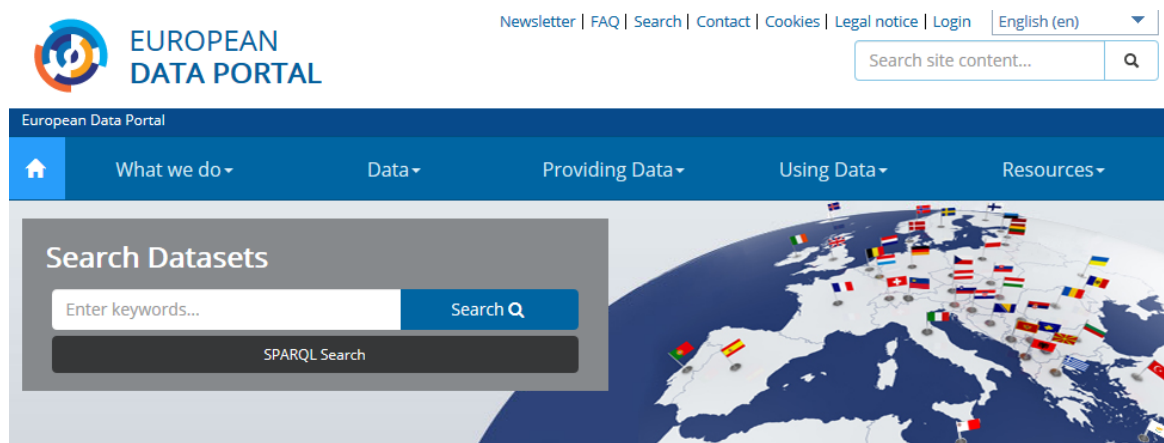 Newsletter | FAQ | Search | Contact | Cookies | Legal notice | Login English (en)
EUROPEAN
DATA PORTAL
Search site content...
European Data Portal
What we do Data Providing Data Using Data Resources
Search Datasets
Enter keywords... Search
SPARQL Search